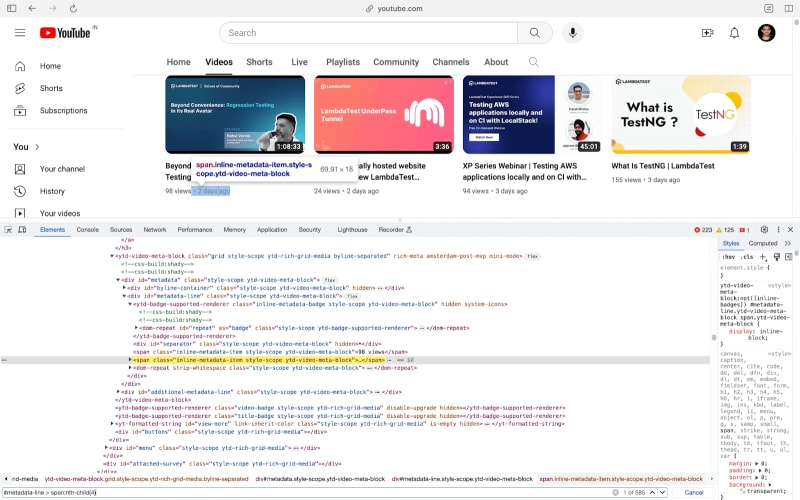 youtube.com
YouTube IN
Search
Home
Shorts
Subscriptions
You
Your channel
History
Your videos
Home Videos Shorts Live Playlists Community Channels About
LAMBDATEST Voices of Community
Beyond Convenience: Regression Testing in its Real Avatar
1:08:33
LAMBDATEST
LambdaTest UnderPass Tunnel
3:36
LAMBDATEST
Testing AWS applications locally and on CI with LocalStack!
45:01
LAMBDATEST
What is TestNG ?
TestNG
1:39
Beyond
Testing
98 views • 2 days ago
span.inline-metadata-item.style-s
cope.ytd-video-meta-block
69.91 × 18
ally hosted website
ew LambdaTest…
24 views • 2 days ago
XP Series Webinar | Testing AWS
applications locally and on CI with…
94 views • 3 days ago
What Is TestNG | LambdaTest
155 views • 3 days ago
Elements Console Sources Network Performance Memory Application Security Lighthouse Recorder
223 125 1
</a>
</h3>
<ytd-video-meta-block class="grid style-scope ytd-rich-grid-media byline-separated" rich-meta amsterdam-post-mvp mini-mode> flex
<!--css-build:shady-->
<!--css-build:shady-->
<div id="metadata" class="style-scope ytd-video-meta-block"> flex
<div id="byline-container" class="style-scope ytd-video-meta-block" hidden>…</div>
<div id="metadata-line" class="style-scope ytd-video-meta-block"> flex
<ytd-badge-supported-renderer class="inline-metadata-badge style-scope ytd-video-meta-block" hidden system-icons>
<!--css-build:shady-->
<!--css-build:shady-->
<dom-repeat id="repeat" as="badge" class="style-scope ytd-badge-supported-renderer">…</dom-repeat>
</ytd-badge-supported-renderer>
<div id="separator" class="style-scope ytd-video-meta-block" hidden>•</div>
<span class="inline-metadata-item style-scope ytd-video-meta-block">98 views</span>
<span class="inline-metadata-item style-scope ytd-video-meta-block">…</span> == $0
<dom-repeat strip-whitespace class="style-scope ytd-video-meta-block">…</dom-repeat>
</div>
</div>
<div id="additional-metadata-line" class="style-scope ytd-video-meta-block">…</div>
</ytd-video-meta-block>
<ytd-badge-supported-renderer class="video-badge style-scope ytd-rich-grid-media" disable-upgrade hidden></ytd-badge-supported-renderer>
<ytd-badge-supported-renderer class="title-badge style-scope ytd-rich-grid-media" disable-upgrade hidden></ytd-badge-supported-renderer>
<yt-formatted-string id="view-more" link-inherit-color class="style-scope ytd-rich-grid-media" is-empty hidden>…</yt-formatted-string>
<div id="buttons" class="style-scope ytd-rich-grid-media"></div>
</div>
<div id="menu" class="style-scope ytd-rich-grid-media">…</div>
</div>
<div id="attached-survey" class="style-scope ytd-rich-grid-media"></div>
Styles Computed
:hov .cls
element.style {
}
ytd-video- <style>
meta-
block:not([inline-
badges]) #metadata-
line.ytd-video-meta-
block span.ytd-video-
meta-block {
display: inline-
block;
}
canvas, <style>
caption,
center, cite, code,
dd, del, dfn, div,
dl, dt, em, embed,
fieldset, font, form,
h1, h2, h3, h4, h5,
h6, hr, i, iframe,
img, ins, kbd, label,
legend, li, menu,
object, ol, p, pre,
q, s, samp, small,
span, strike, strong,
sub, sup, table,
tbody, td, tfoot, th,
thead, tr, tt, u, ul,
var {
margin: 0;
padding: 0;
border: 0;
background:
transparent;
rid-media ytd-video-meta-block.grid.style-scope.ytd-rich-grid-media.byline-separated div#metadata.style-scope.ytd-video-meta-block div#metadata-line.style-scope.ytd-video-meta-block span.inline-metadata-item.style-scope.ytd-video-meta-block
#metadata-line > span:nth-child(4)
1 of 585
Cancel